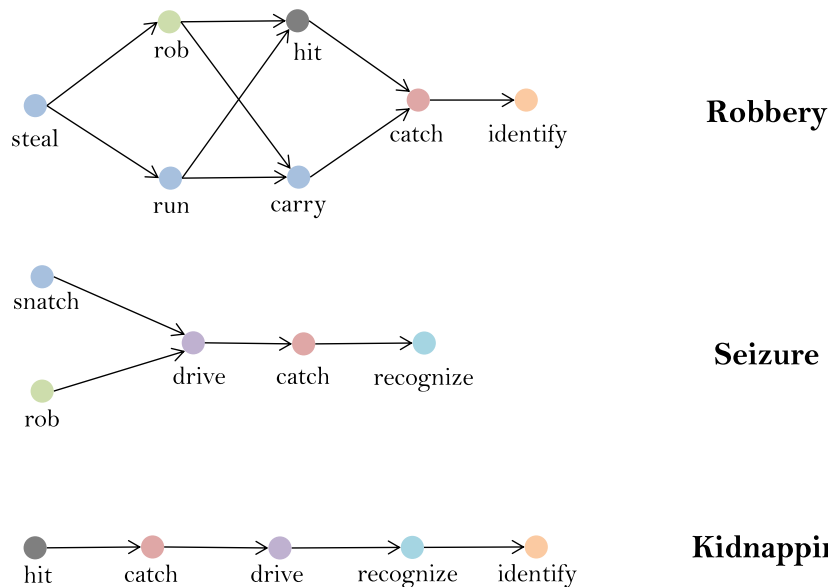 rob
hit
steal
catch
identify
Robbery
run
carry
snatch
drive
catch
recognize
Seizure
rob
hit
catch
drive
recognize
identify
Kidnappin